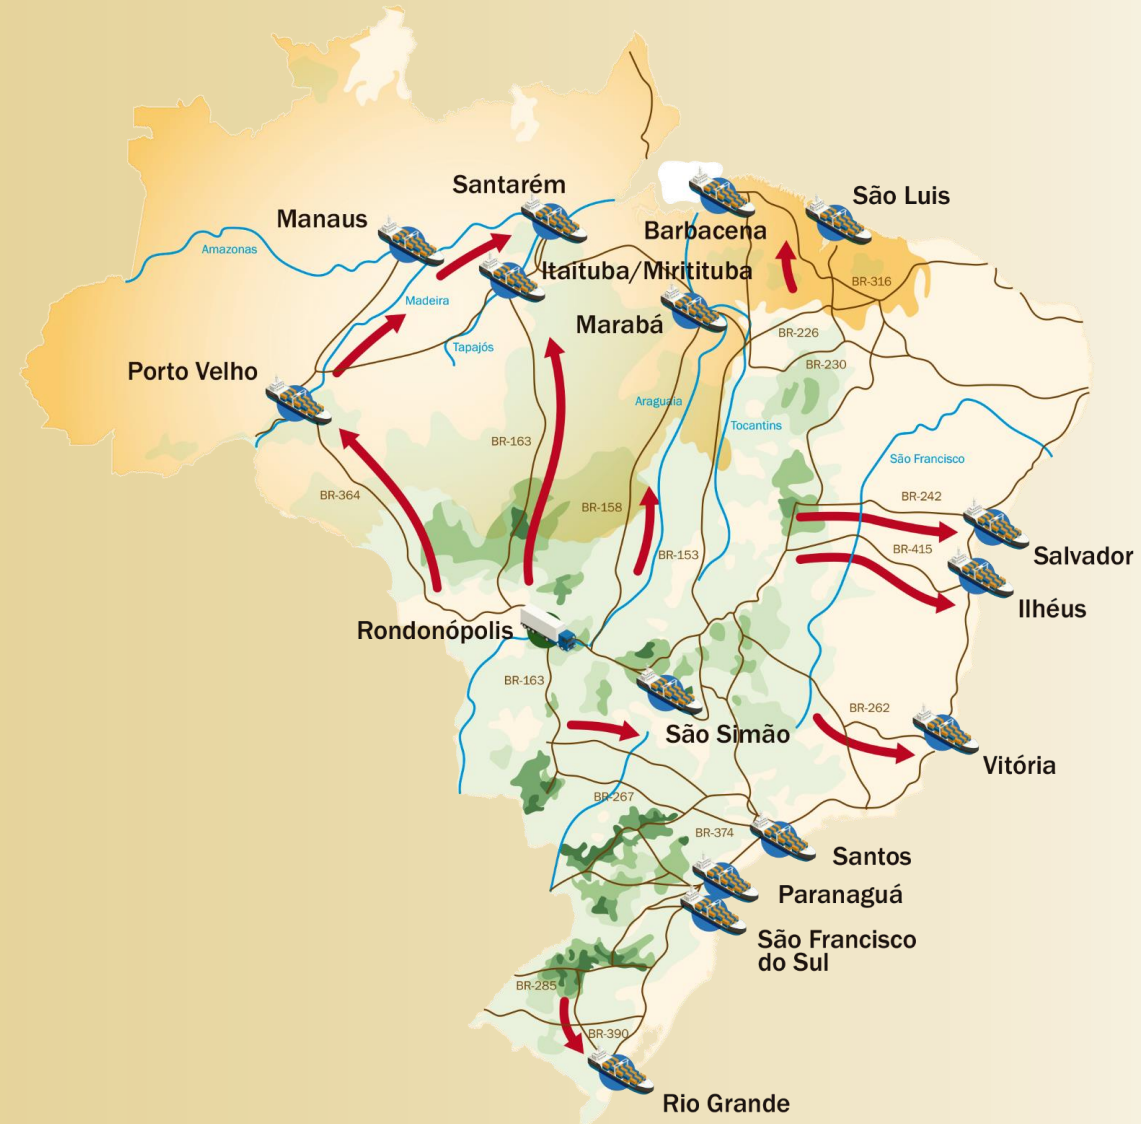 Santarém
São Luis
Manaus
Barbacena
Amazonas
Itaituba/Miritituba
BR-316
Madeira
Marabá
BR-226
Tapajós
BR-230
Porto Velho
Araguaia
Tocantins
BR-163
São Francisco
BR-364
BR-242
BR-158
BR-415
BR-153
Salvador
Ilhéus
Rondonópolis
BR-163
BR-262
São Simão
Vitória
BR-267
BR-374
Santos
Paranaguá
São Francisco
do Sul
BR-285
BR-390
Rio Grande